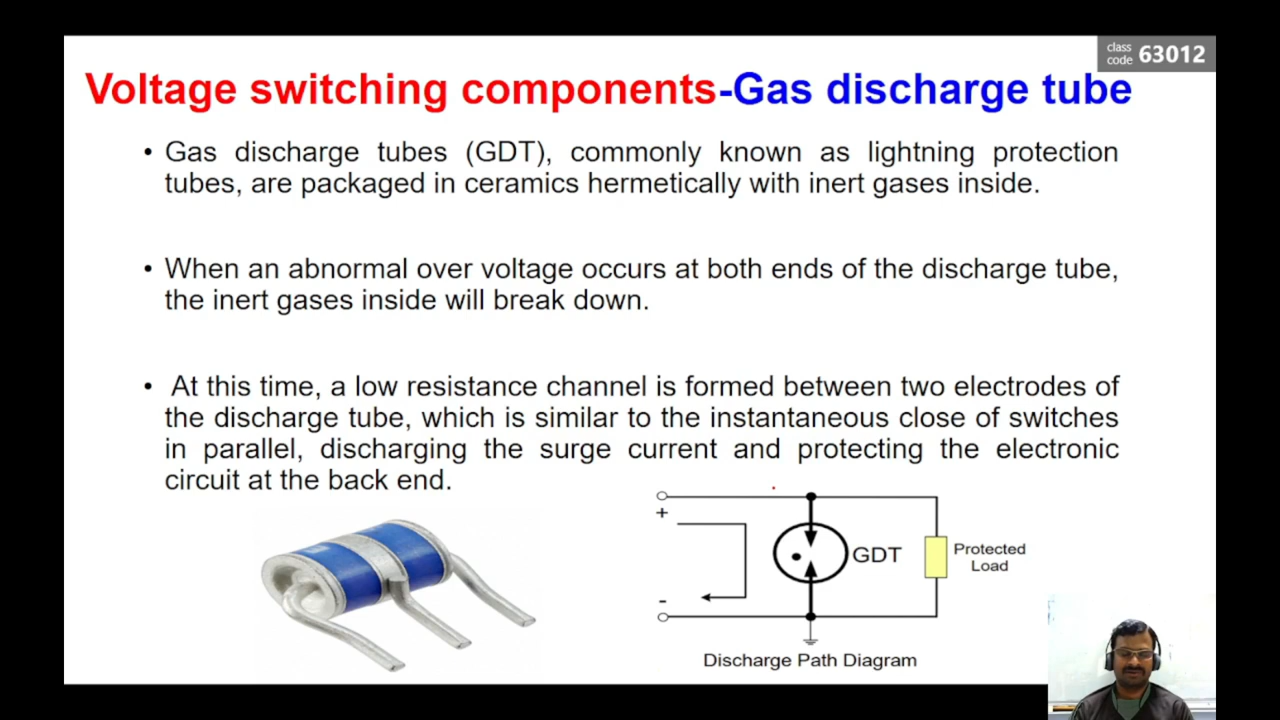 class
code 63012
Voltage switching components-Gas discharge tube
• Gas discharge tubes (GDT), commonly known as lightning protection
tubes, are packaged in ceramics hermetically with inert gases inside.
• When an abnormal over voltage occurs at both ends of the discharge tube,
the inert gases inside will break down.
• At this time, a low resistance channel is formed between two electrodes of
the discharge tube, which is similar to the instantaneous close of switches
in parallel, discharging the surge current and protecting the electronic
circuit at the back end.
+
GDT
Protected
Load
-
Discharge Path Diagram